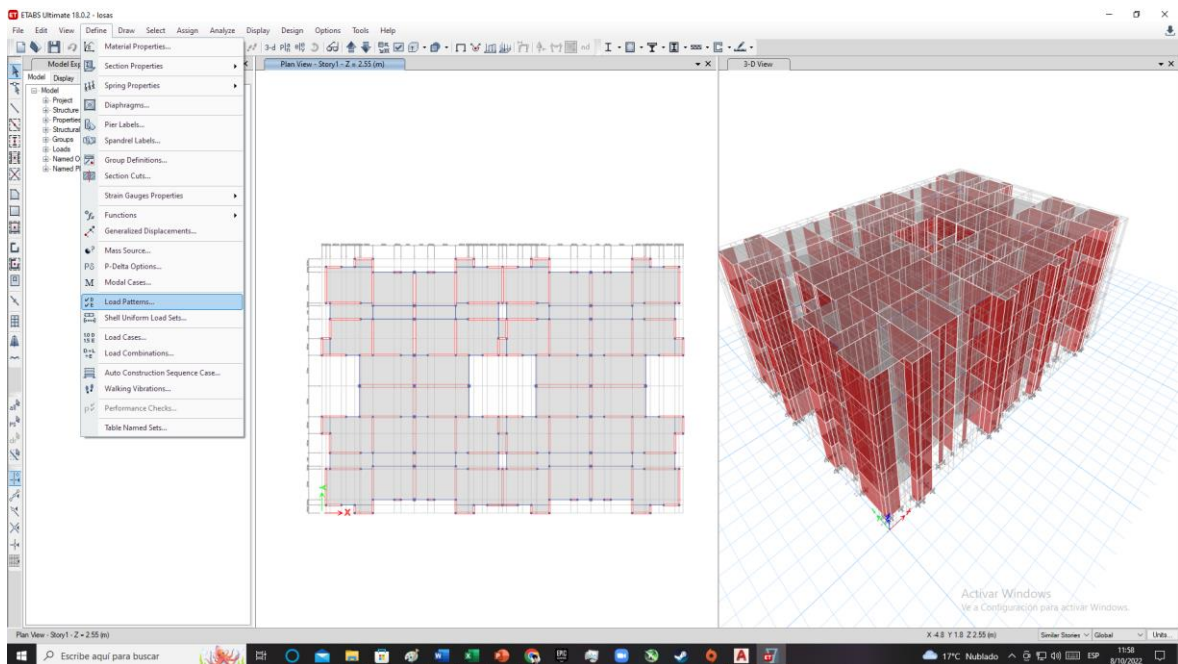 ETABS Ultimate 18.0.2 - losas
File Edit View Define Draw Select Assign Analyze Display Design Options Tools Help
3-d
nd
Model
Plan View - Story1 - Z = 2.55 (m)
3-D View
Model Display
Model
Project
Structure
Groups
Loads
Material Properties...
Section Properties
Spring Properties
Diaphragms...
Pier Labels...
Spandrel Labels...
Group Definitions...
Section Cuts...
Strain Gauges Properties
Functions
Generalized Displacements...
Mass Source...
P-Delta Options...
Modal Cases...
Load Patterns...
Shell Uniform Load Sets...
Load Cases...
Load Combinations...
Auto Construction Sequence Case...
Walking Vibrations...
Performance Checks...
Table Named Sets...
X
Activar Windows
Ve a Configuración para activar Windows.
Plan View - Story1 - Z = 2.55 (m)
X -4.8 Y 1.8 Z 2.55 (m)
Similar Stories
Global
Units...
Escribe aquí para buscar
17°C Nublado
ESP
11:58
8/10/2022